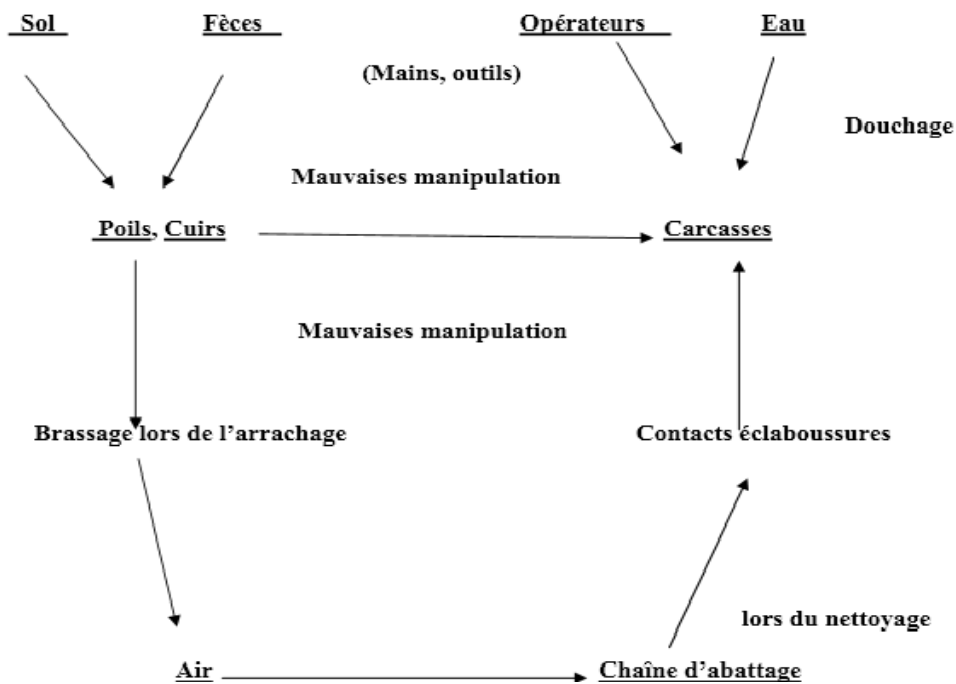 Sol Fèces Opérateurs Eau
(Mains, outils)
Douchage
Mauvaises manipulation
Poils, Cuirs Carcasses
Mauvaises manipulation
Brassage lors de l'arrachage Contacts éclaboussures
lors du nettoyage
Air Chaîne d'abattage